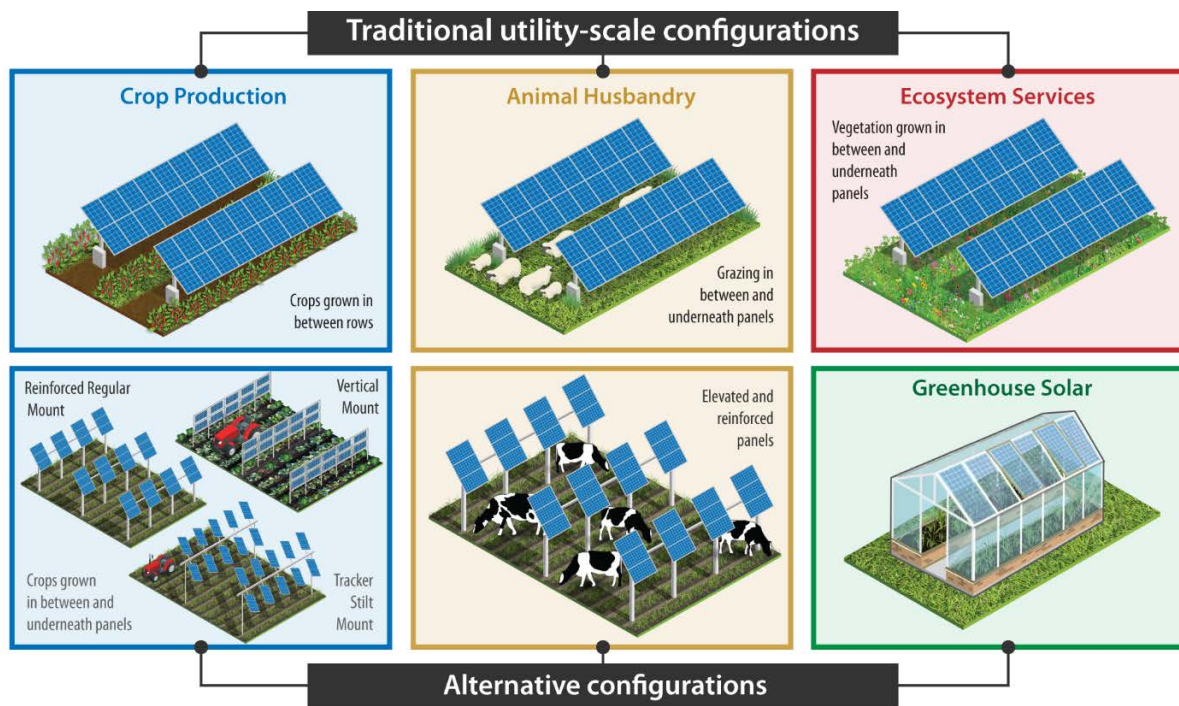 Traditional utility-scale configurations
Crop Production
Crops grown in
between rows
Animal Husbandry
Grazing in
between and
underneath panels
Ecosystem Services
Vegetation grown in
between and
underneath
panels
Reinforced Regular
Mount
Vertical
Mount
Crops grown
in between and
underneath panels
Tracker
Stilt
Mount
Elevated and
reinforced
panels
Greenhouse Solar
Alternative configurations